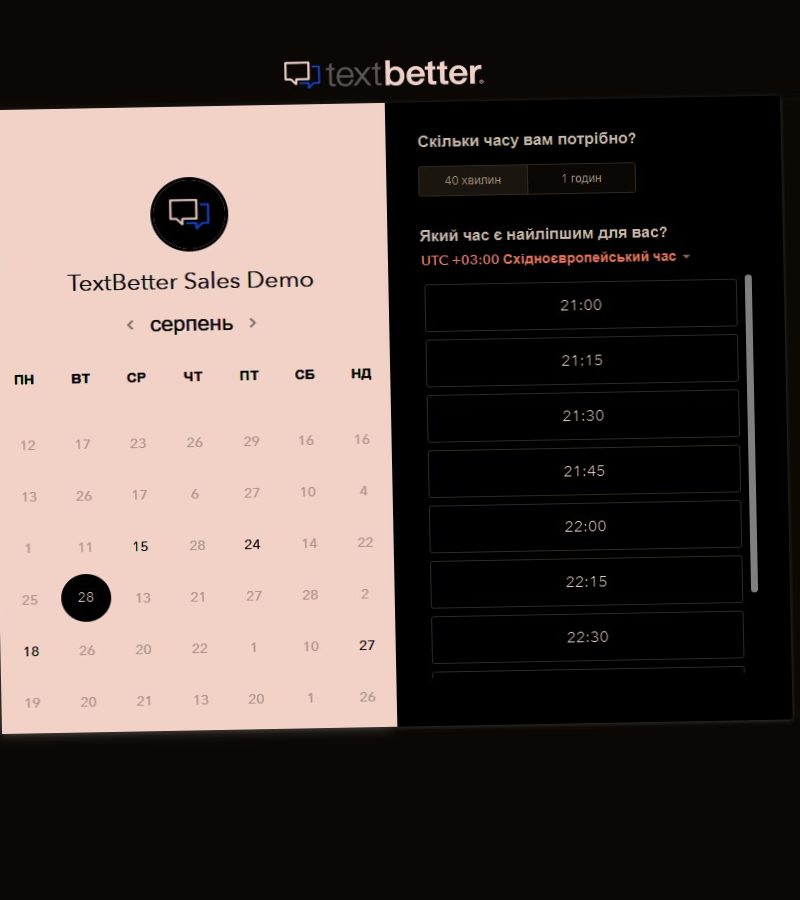 textbetter.
TextBetter Sales Demo
серпень
ПН ВТ СР ЧТ ПТ СБ НД
12 17 23 26 29 16 16
13 26 17 6 27 10 4
1 11 15 28 24 14 22
25 28 13 21 27 28 2
18 26 20 22 1 10 27
19 20 21 13 20 1 26
Скільки часу вам потрібно?
40 хвилин 1 годин
Який час є найліпшим для вас?
UTC +03:00 Східноєвропейський час
21:00
21:15
21:30
21:45
22:00
22:15
22:30